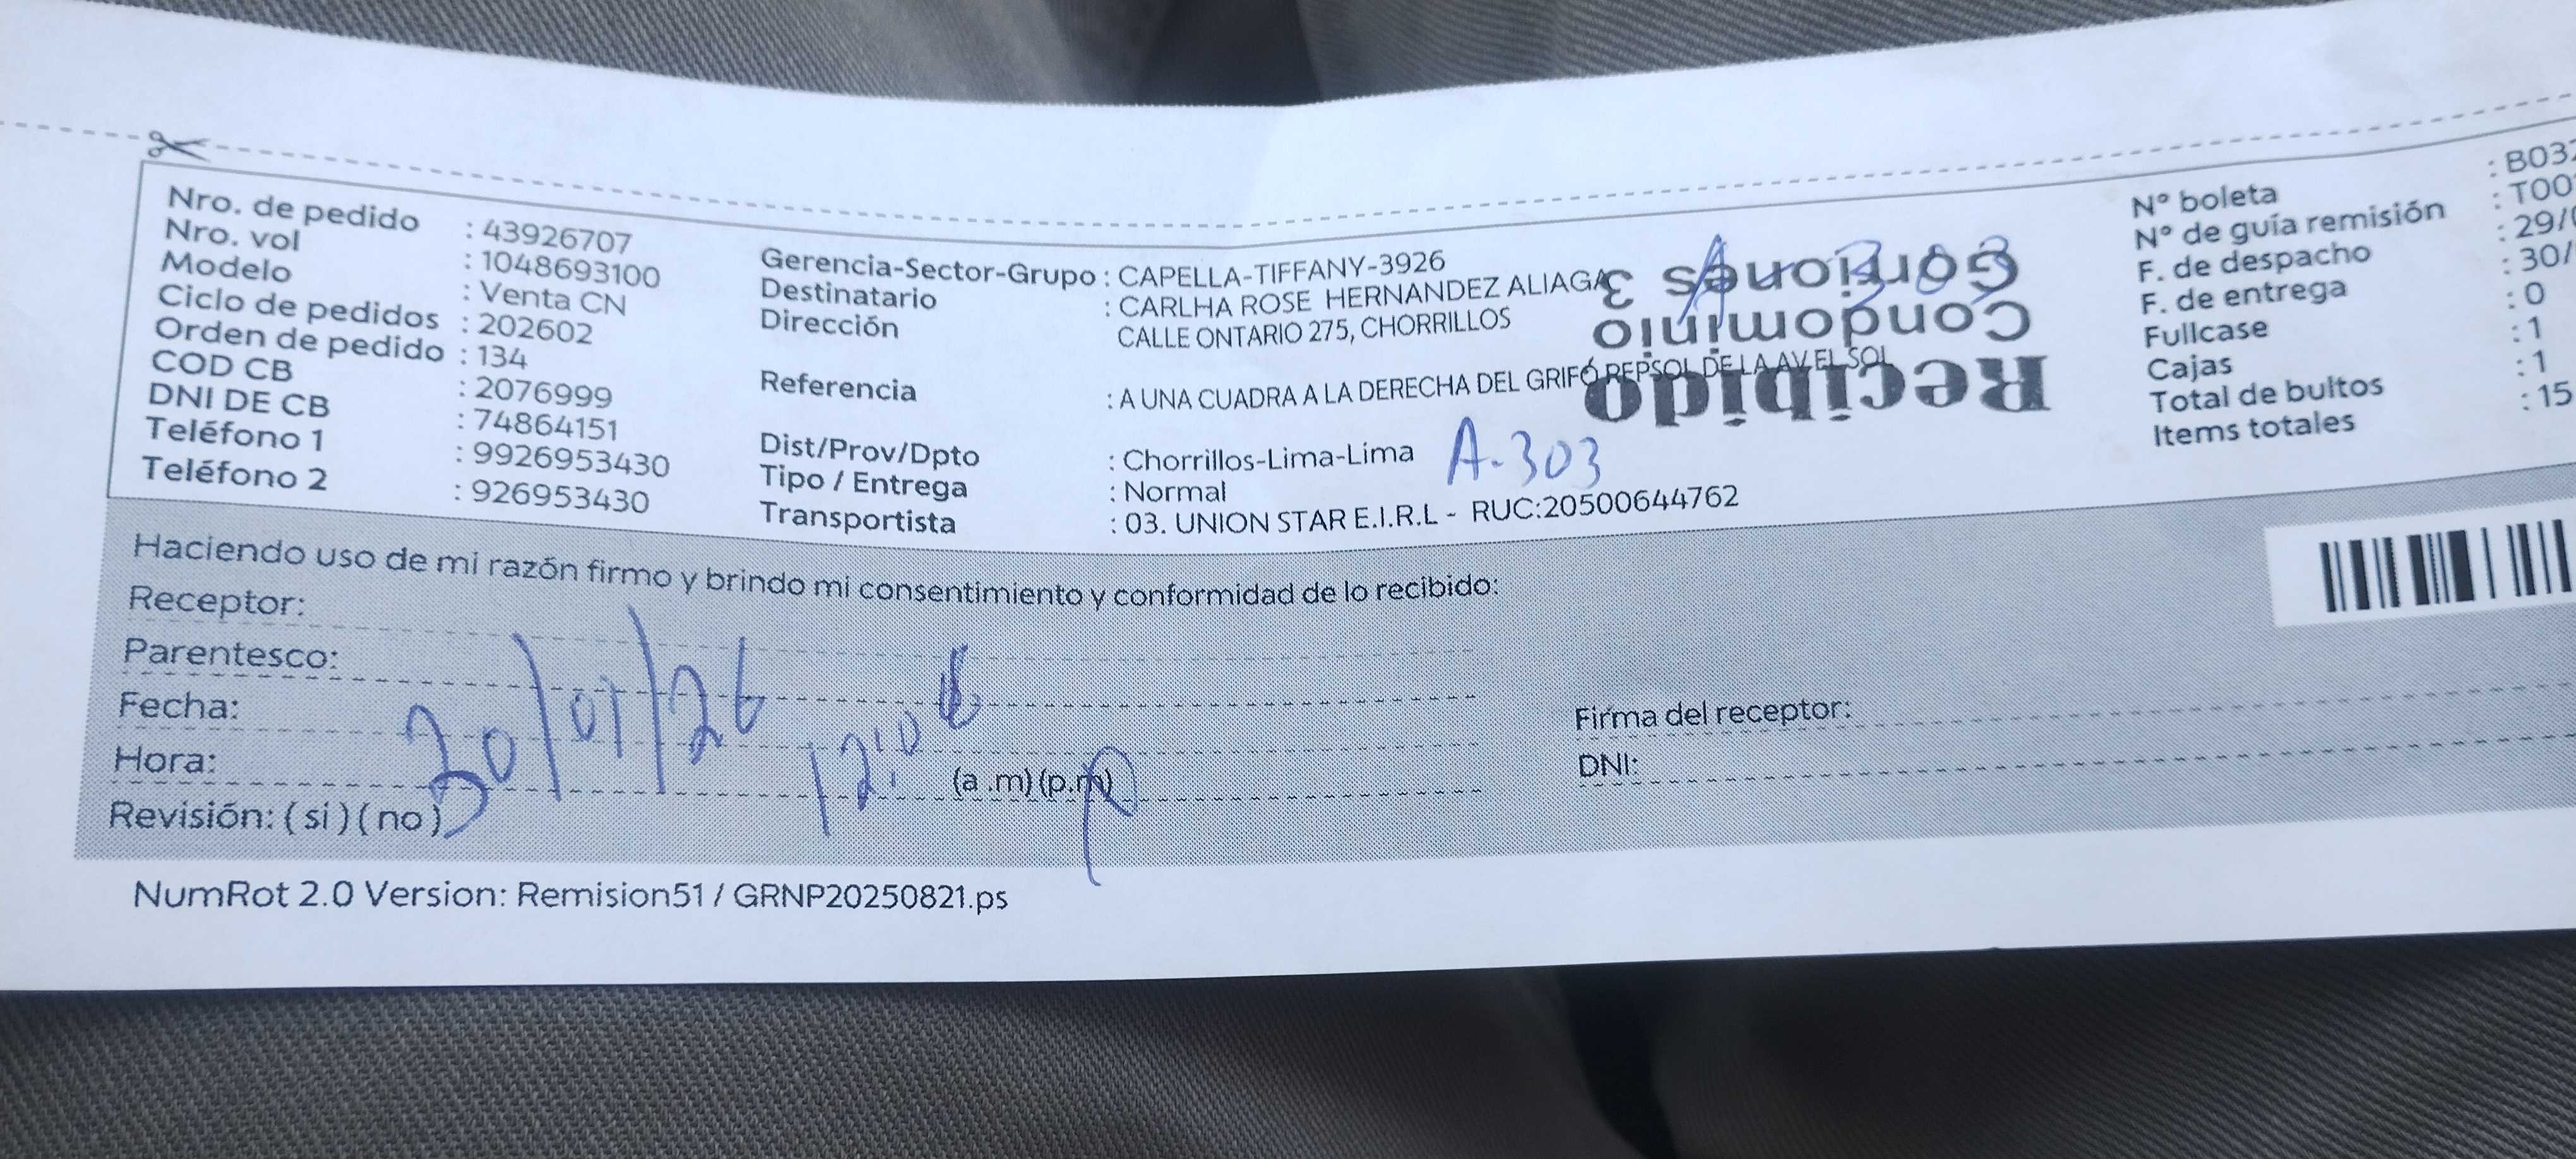 Nro. de pedido : 43926707
Nro. vol : 1048693100
Modelo : Venta CN
Ciclo de pedidos : 202602
Orden de pedido : 134
COD CB : 2076999
DNI DE CB : 74864151
Teléfono 1 : 9926953430
Teléfono 2 : 926953430
Gerencia-Sector-Grupo : CAPELLA-TIFFANY-3926
Destinatario : CARLHA ROSE HERNANDEZ ALIAGA
Dirección CALLE ONTARIO 275, CHORRILLOS
Referencia : A UNA CUADRA A LA DERECHA DEL GRIFO REPSOL DE LA AV EL SOL
Dist/Prov/Dpto : Chorrillos-Lima-Lima
Tipo / Entrega : Normal
Transportista : 03. UNION STAR E.I.R.L - RUC:20500644762
A-303
Recibido
Condominio
Gorriones 3
Nº boleta : B03
Nº de guía remisión : T00
F. de despacho : 29/
F. de entrega : 30/
Fullcase : 0
Cajas : 1
Total de bultos : 1
Items totales : 15
Haciendo uso de mi razón firmo y brindo mi consentimiento y conformidad de lo recibido:
Receptor:
Parentesco:
Fecha: /01/26
Hora: (a .m) (p.m)
Revisión: ( si ) ( no )
Firma del receptor:
DNI:
NumRot 2.0 Version: Remision51 / GRNP20250821.ps